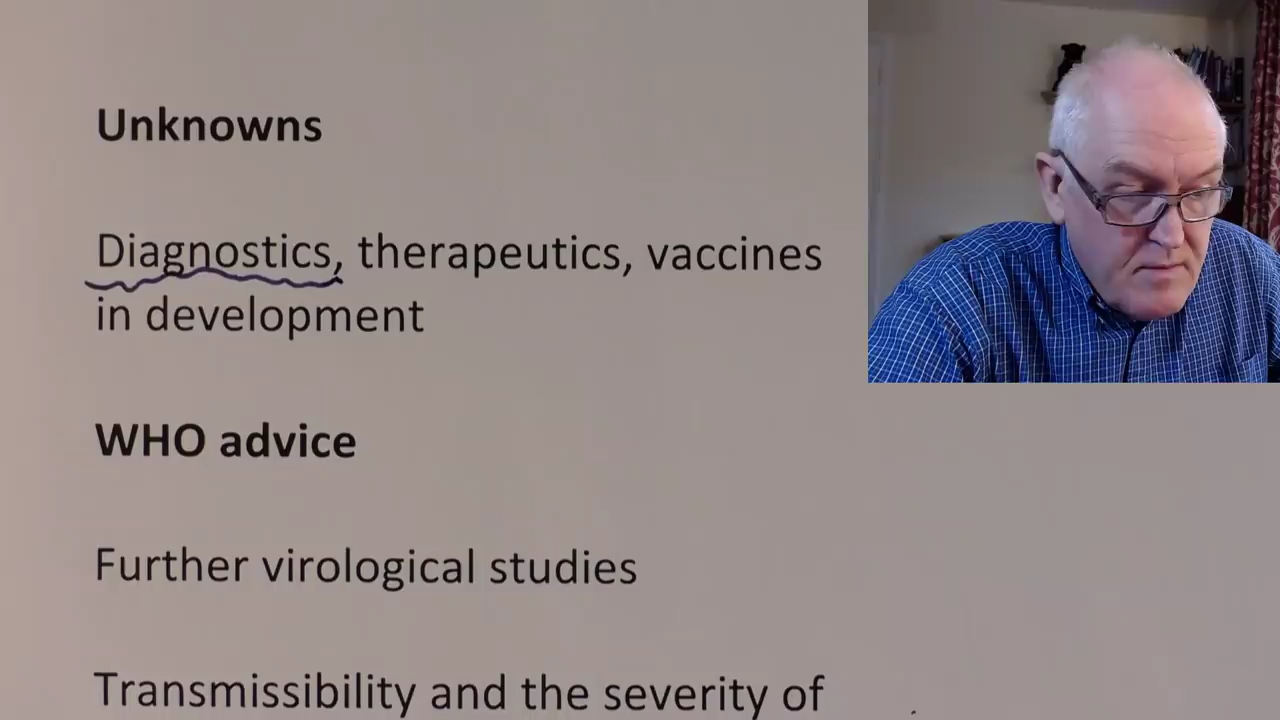 Unknowns
Diagnostics, therapeutics, vaccines
in development
WHO advice
Further virological studies
Transmissibility and the severity of